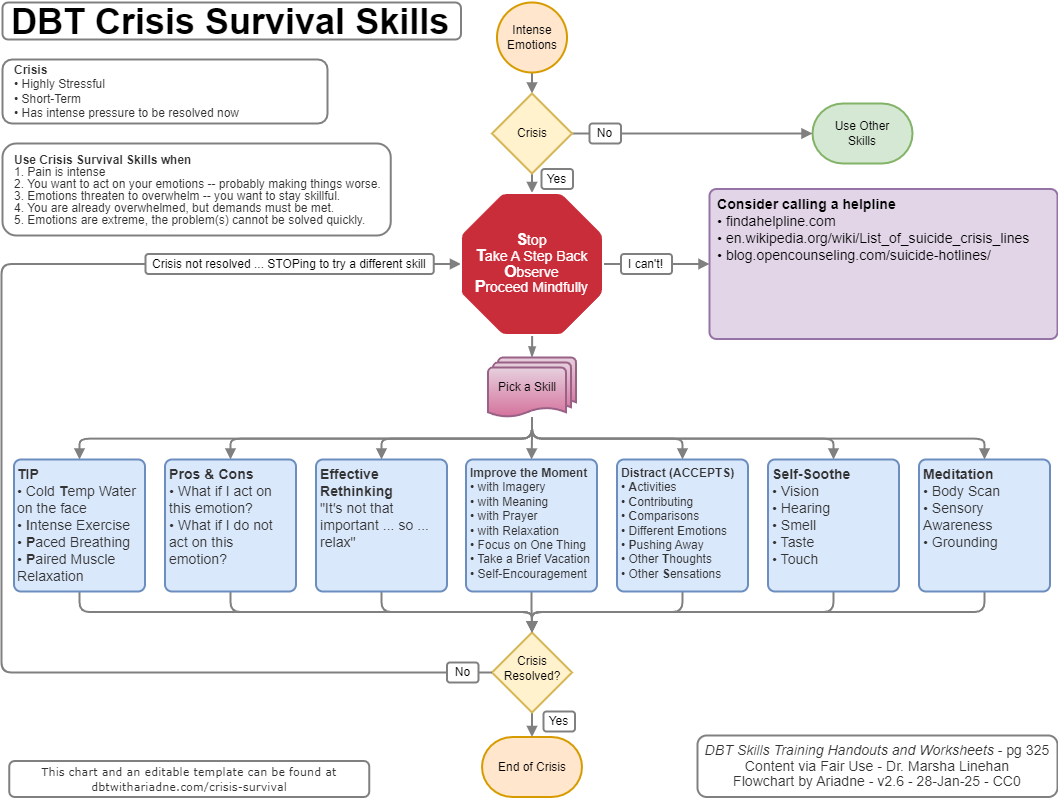 DBT Crisis Survival Skills
Intense
Emotions
Crisis
• Highly Stressful
• Short-Term
• Has intense pressure to be resolved now
Crisis
No
Use Other
Skills
Yes
Use Crisis Survival Skills when
1. Pain is intense
2. You want to act on your emotions -- probably making things worse.
3. Emotions threaten to overwhelm -- you want to stay skillful.
4. You are already overwhelmed, but demands must be met.
5. Emotions are extreme, the problem(s) cannot be solved quickly.
Stop
Take A Step Back
Observe
Proceed Mindfully
Crisis not resolved ... STOPing to try a different skill
I can't!
Consider calling a helpline
• findahelpline.com
• en.wikipedia.org/wiki/List_of_suicide_crisis_lines
• blog.opencounseling.com/suicide-hotlines/
Pick a Skill
TIP
• Cold Temp Water
on the face
• Intense Exercise
• Paced Breathing
• Paired Muscle
Relaxation
Pros & Cons
• What if I act on
this emotion?
• What if I do not
act on this
emotion?
Effective
Rethinking
"It's not that
important ... so ...
relax"
Improve the Moment
• with Imagery
• with Meaning
• with Prayer
• with Relaxation
• Focus on One Thing
• Take a Brief Vacation
• Self-Encouragement
Distract (ACCEPTS)
• Activities
• Contributing
• Comparisons
• Different Emotions
• Pushing Away
• Other Thoughts
• Other Sensations
Self-Soothe
• Vision
• Hearing
• Smell
• Taste
• Touch
Meditation
• Body Scan
• Sensory
Awareness
• Grounding
Crisis
Resolved?
No
Yes
End of Crisis
This chart and an editable template can be found at
dbtwithariadne.com/crisis-survival
DBT Skills Training Handouts and Worksheets - pg 325
Content via Fair Use - Dr. Marsha Linehan
Flowchart by Ariadne - v2.6 - 28-Jan-25 - CC0